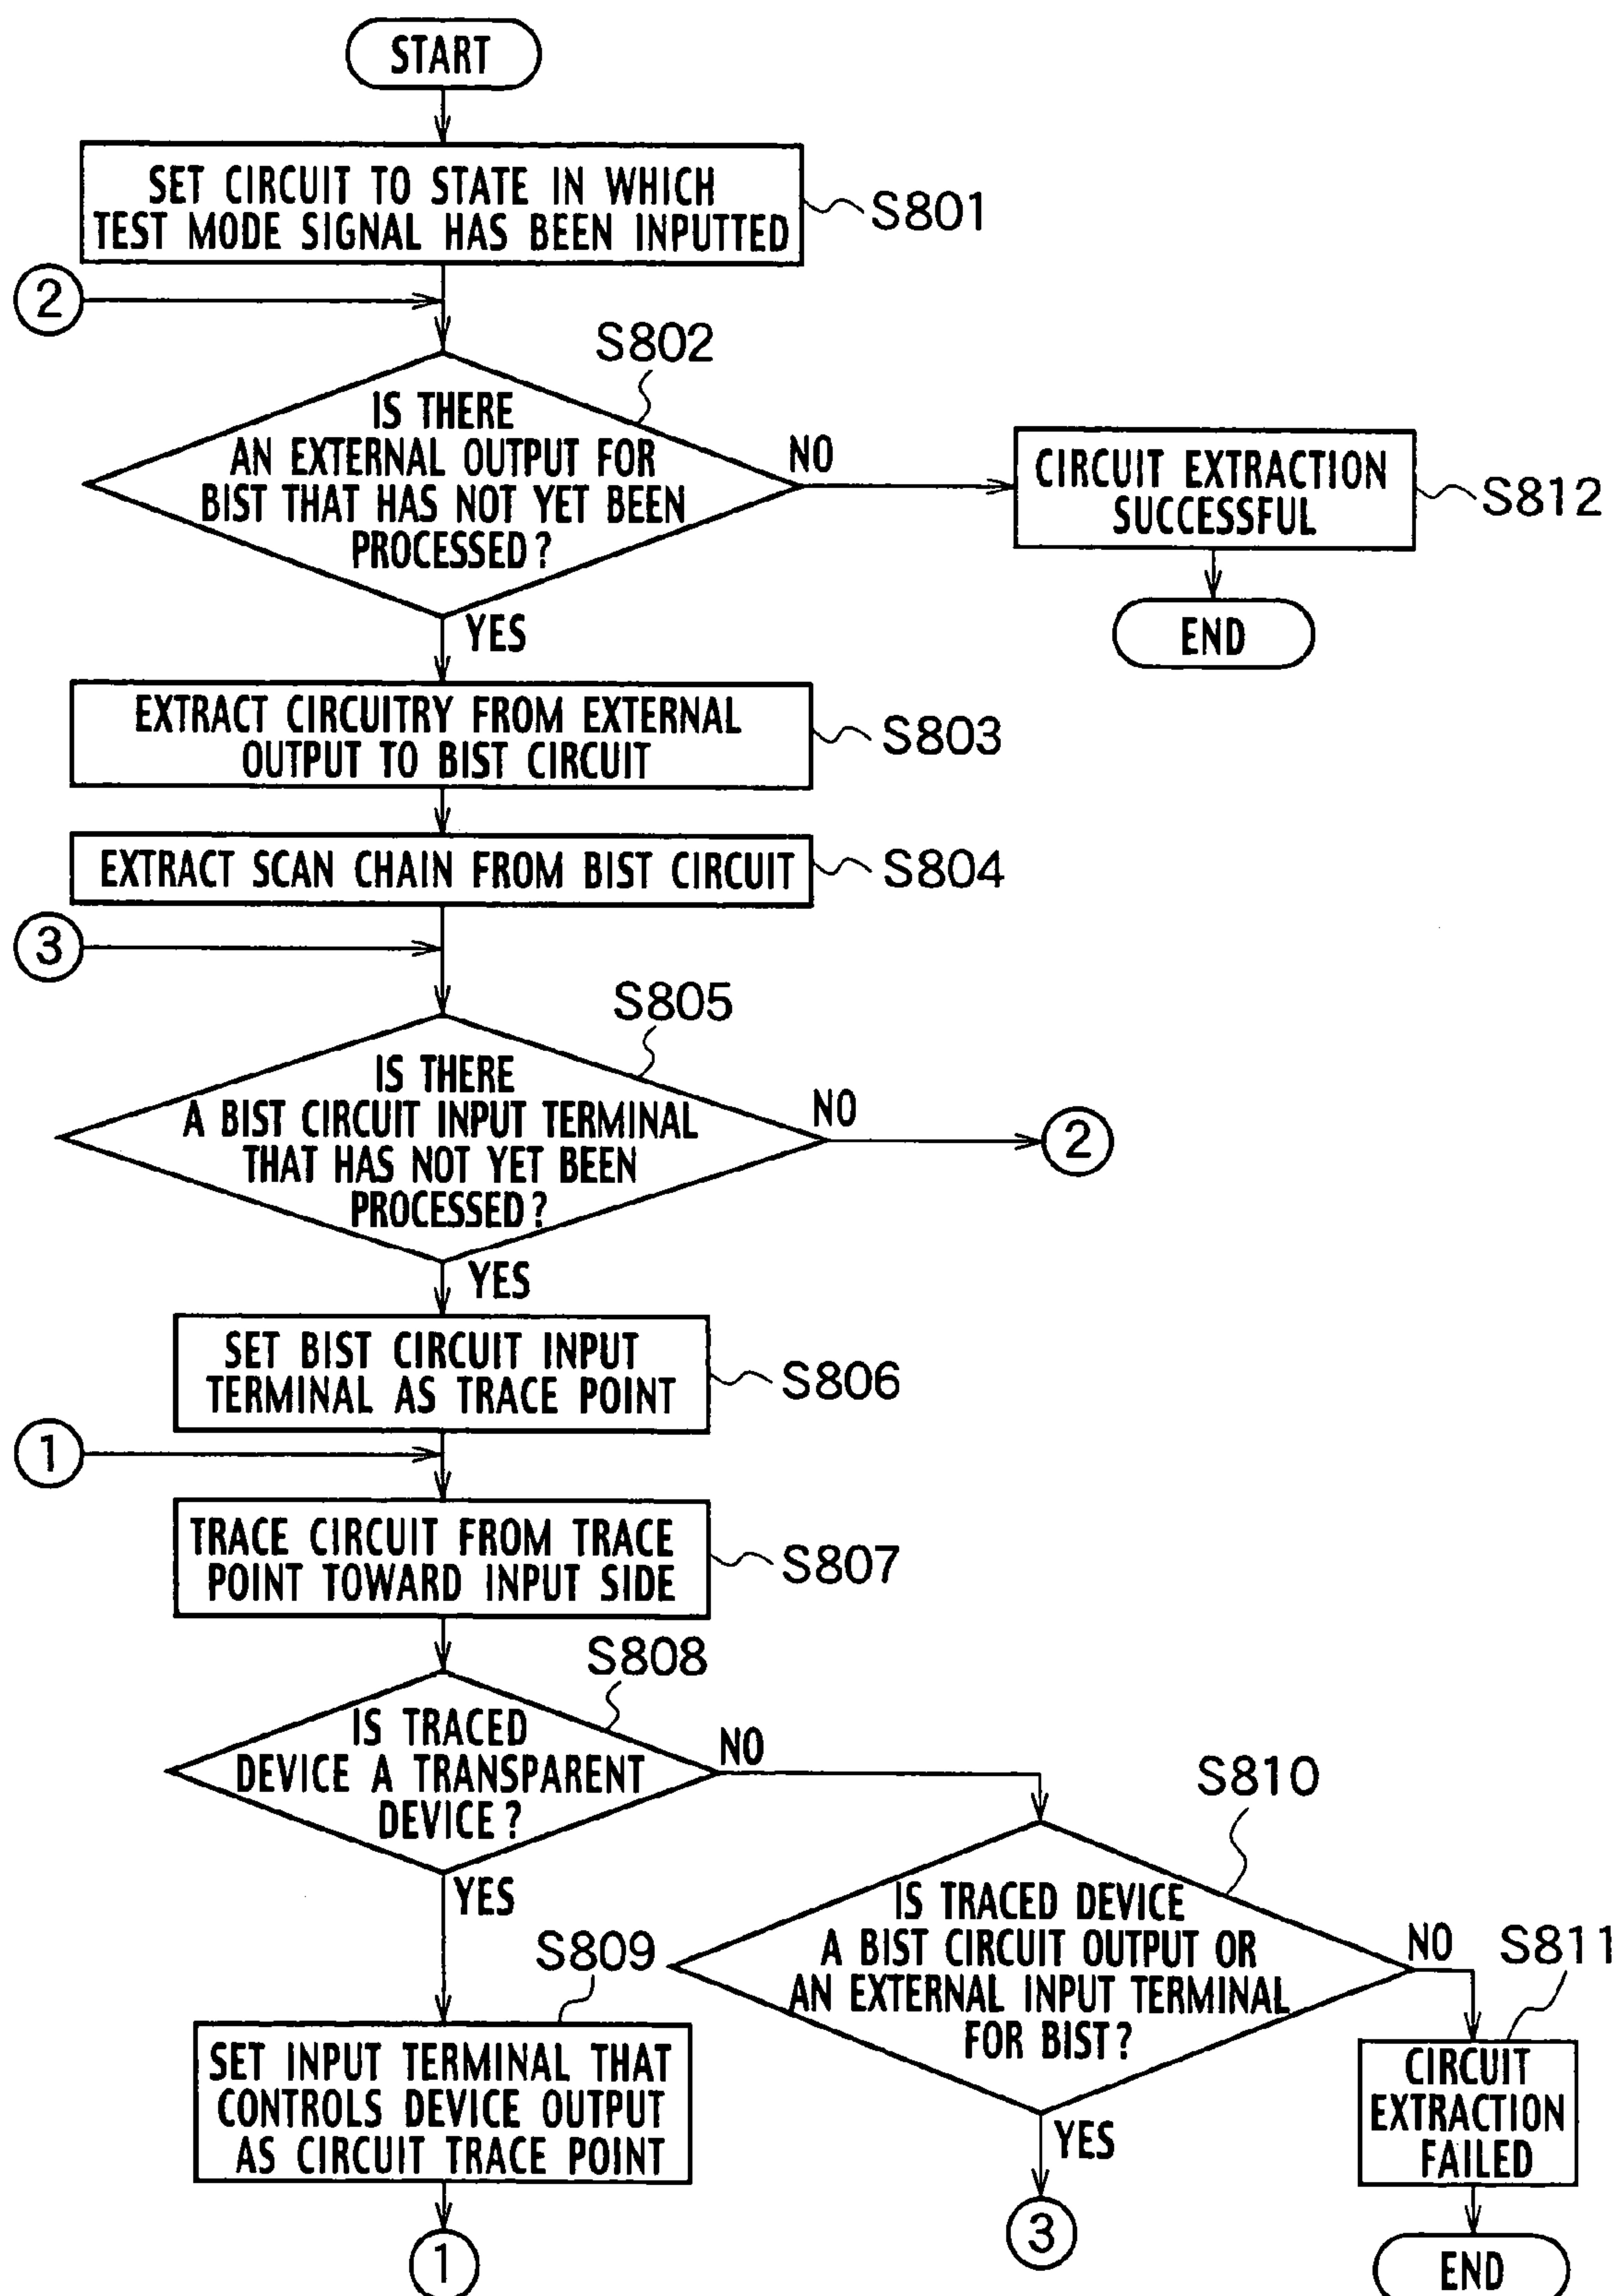 START
SET CIRCUIT TO STATE IN WHICH
TEST MODE SIGNAL HAS BEEN INPUTTED
S801
2
S802
IS THERE
AN EXTERNAL OUTPUT FOR
BIST THAT HAS NOT YET BEEN
PROCESSED?
NO
CIRCUIT EXTRACTION
SUCCESSFUL
S812
END
YES
EXTRACT CIRCUITRY FROM EXTERNAL
OUTPUT TO BIST CIRCUIT
S803
EXTRACT SCAN CHAIN FROM BIST CIRCUIT
S804
3
S805
IS THERE
A BIST CIRCUIT INPUT TERMINAL
THAT HAS NOT YET BEEN
PROCESSED?
NO
2
YES
SET BIST CIRCUIT INPUT
TERMINAL AS TRACE POINT
S806
1
TRACE CIRCUIT FROM TRACE
POINT TOWARD INPUT SIDE
S807
S808
IS TRACED
DEVICE A TRANSPARENT
DEVICE?
NO
YES
S810
IS TRACED DEVICE
A BIST CIRCUIT OUTPUT OR
AN EXTERNAL INPUT TERMINAL
FOR BIST?
NO
S811
S809
SET INPUT TERMINAL THAT
CONTROLS DEVICE OUTPUT
AS CIRCUIT TRACE POINT
YES
CIRCUIT
EXTRACTION
FAILED
1
3
END